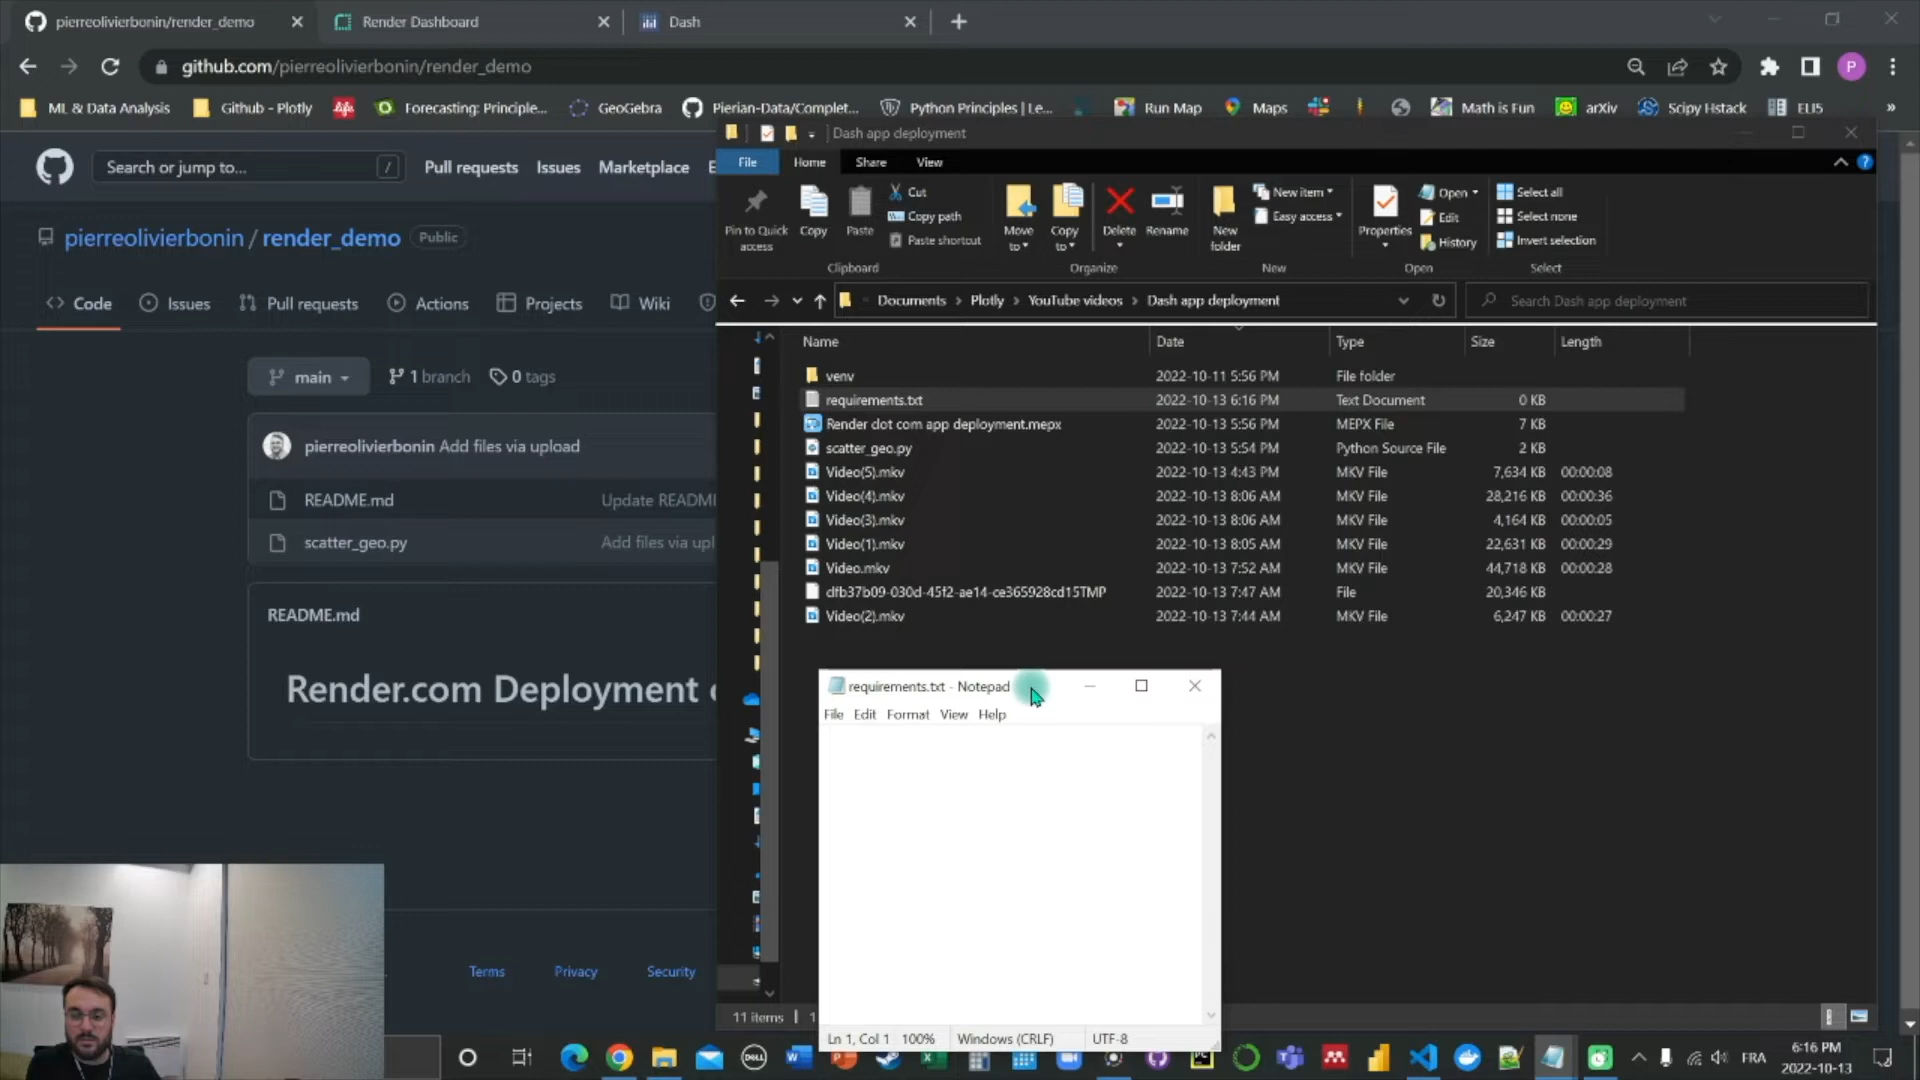 pierreolivierbonin/render_demo
Render Dashboard
Dash
github.com/pierreolivierbonin/render_demo
P
ML & Data Analysis
Github - Plotly
Forecasting: Principle...
GeoGebra
Pierian-Data/Complet...
Python Principles | Le...
Run Map
Maps
Math is Fun
arXiv
Scipy Hstack
ELI5
»
Dash app deployment
File
Home
Share
View
Search or jump to...
/
Pull requests
Issues
Marketplace
E
Pin to Quick access
Copy
Paste
Cut
Copy path
Paste shortcut
Clipboard
Move to
Copy to
Delete
Rename
Organize
New folder
New item
Easy access
New
Properties
Open
Edit
History
Open
Select all
Select none
Invert selection
Select
pierreolivierbonin / render_demo
Public
Code
Issues
Pull requests
Actions
Projects
Wiki
Documents > Plotly > YouTube videos > Dash app deployment
Search Dash app deployment
main
1 branch
0 tags
pierreolivierbonin Add files via upload
README.md
Update READMI
scatter_geo.py
Add files via upl
README.md
Render.com Deployment
Terms
Privacy
Security
Name Date Type Size Length
venv 2022-10-11 5:56 PM File folder
requirements.txt 2022-10-13 6:16 PM Text Document 0 KB
Render dot com app deployment.mepx 2022-10-13 5:56 PM MEPX File 7 KB
scatter_geo.py 2022-10-13 5:54 PM Python Source File 2 KB
Video(5).mkv 2022-10-13 4:43 PM MKV File 7,634 KB 00:00:08
Video(4).mkv 2022-10-13 8:06 AM MKV File 28,216 KB 00:00:36
Video(3).mkv 2022-10-13 8:06 AM MKV File 4,164 KB 00:00:05
Video(1).mkv 2022-10-13 8:05 AM MKV File 22,631 KB 00:00:29
Video.mkv 2022-10-13 7:52 AM MKV File 44,718 KB 00:00:28
dfb37b09-030d-45f2-ae14-ce365928cd15TMP 2022-10-13 7:47 AM File 20,346 KB
Video(2).mkv 2022-10-13 7:44 AM MKV File 6,247 KB 00:00:27
requirements.txt - Notepad
File Edit Format View Help
11 items
Ln 1, Col 1 100% Windows (CRLF) UTF-8
DELL
FRA
6:16 PM
2022-10-13